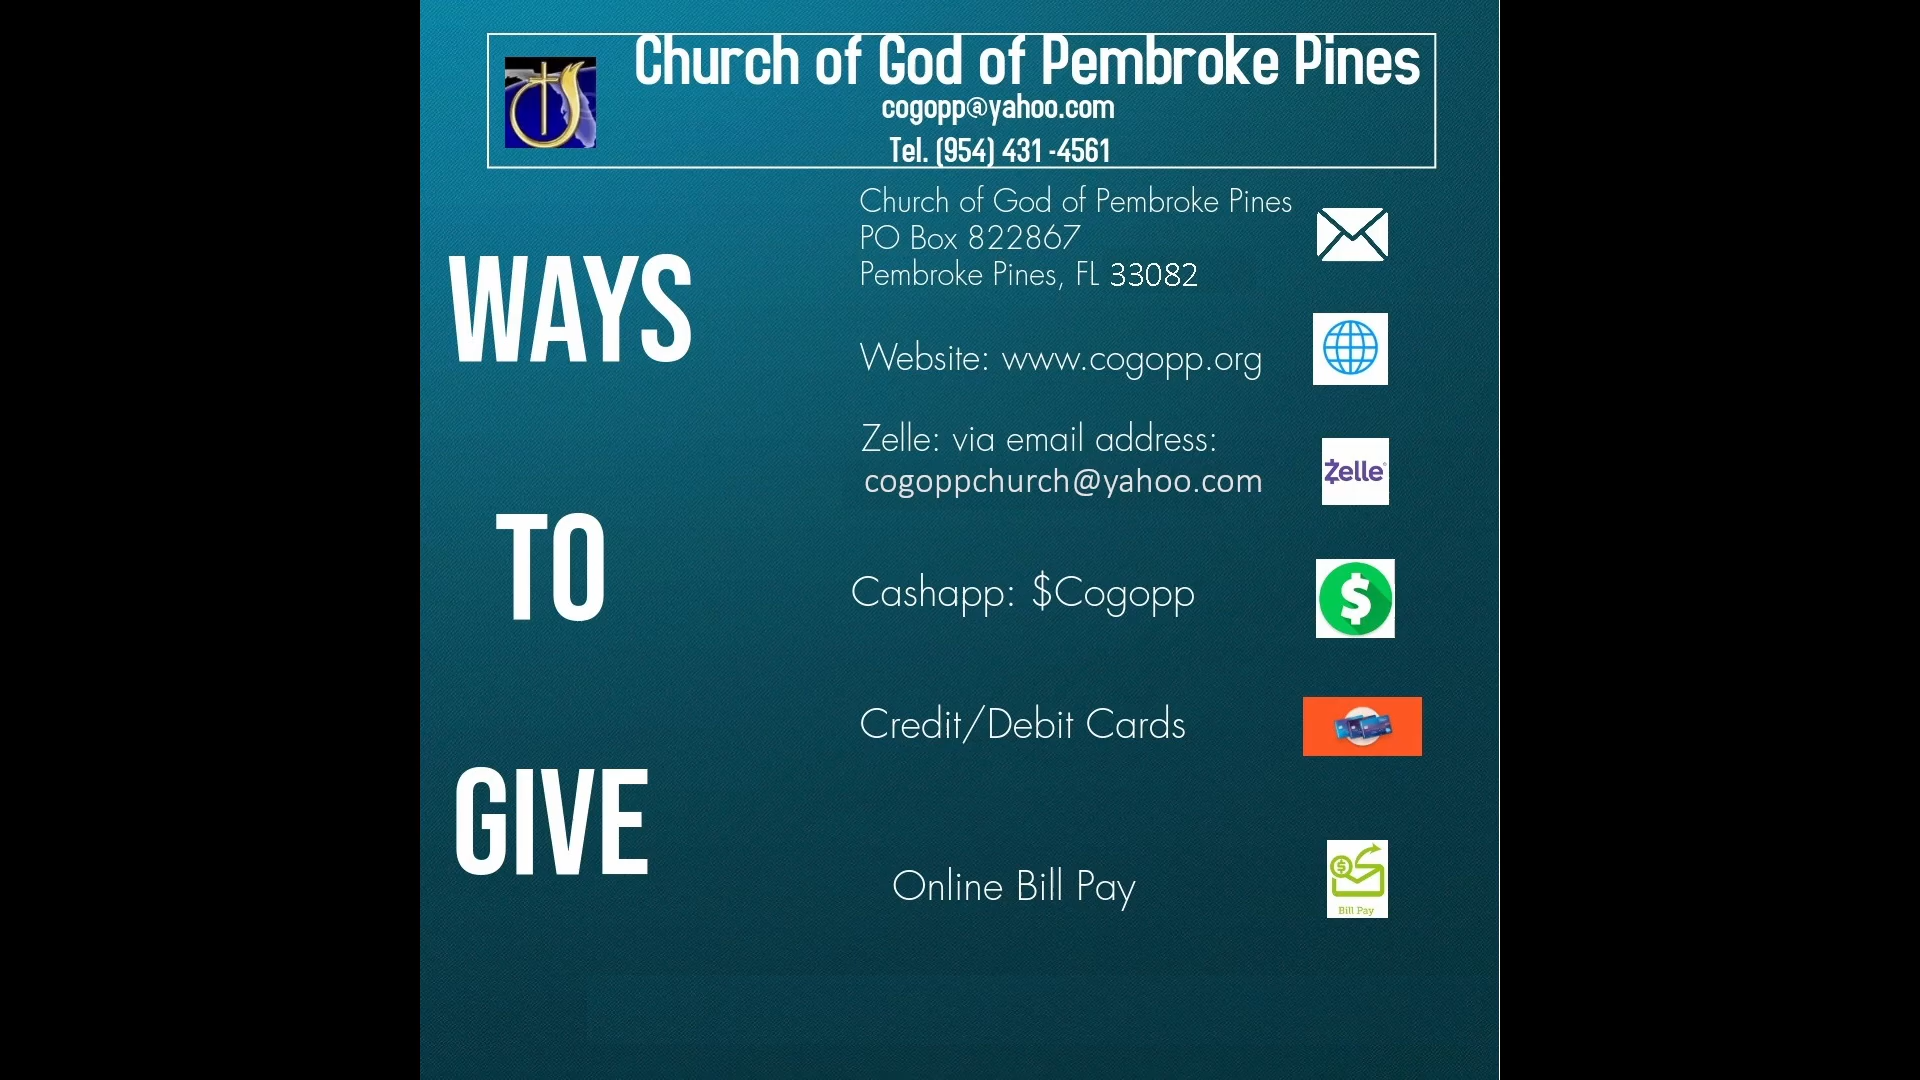 Church of God of Pembroke Pines
cogopp@yahoo.com
Tel. (954) 431 -4561
WAYS
TO
GIVE
Church of God of Pembroke Pines
PO Box 822867
Pembroke Pines, FL 33082
Website: www.cogopp.org
Zelle: via email address:
cogoppchurch@yahoo.com
Zelle
Cashapp: $Cogopp
$
Credit/Debit Cards
Online Bill Pay
$
Bill Pay